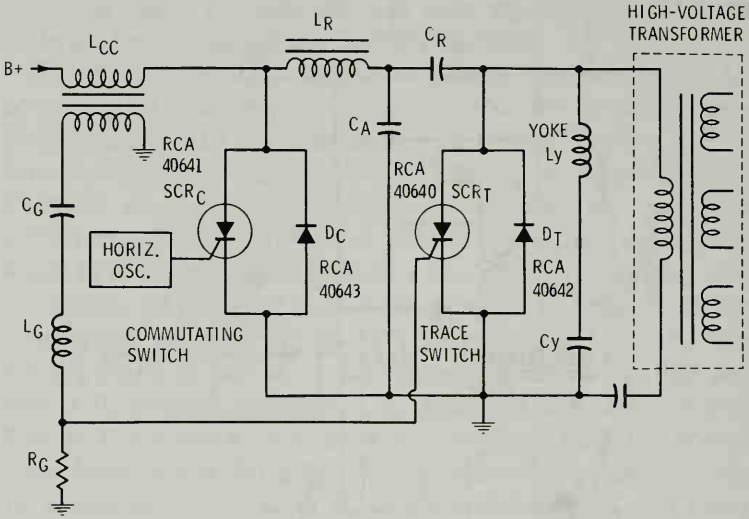 HIGH-VOLTAGE
TRANSFORMER
LCC
B+
LR
CR
CA
YOKE
Ly
RCA
40641
SCRC
RCA
40640
SCRT
CG
HORIZ.
OSC.
DC
RCA
40643
DT
RCA
40642
LG
COMMUTATING
SWITCH
TRACE
SWITCH
Cy
RG